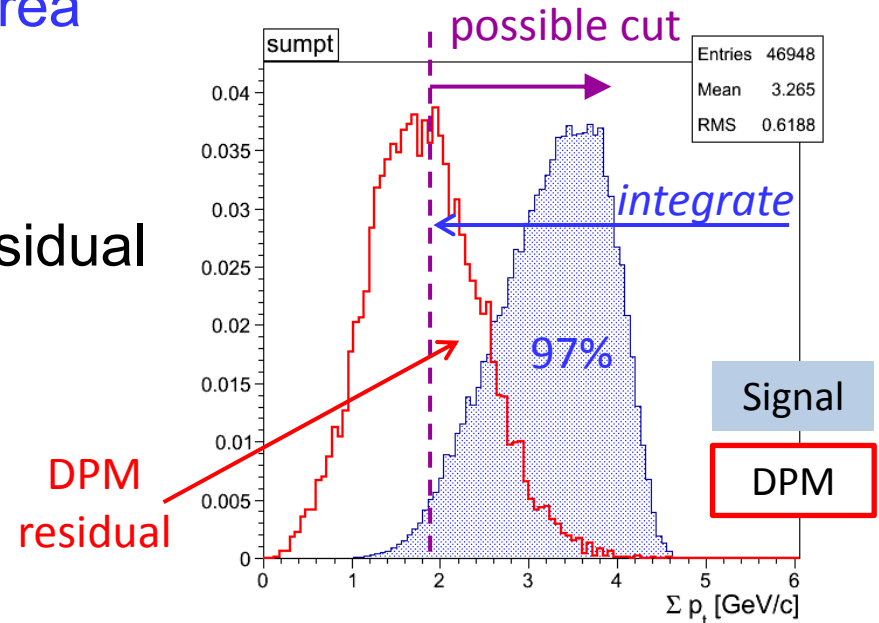 rea
possible cut
sumpt
Entries 46948
Mean 3.265
RMS 0.6188
0.04
0.035
0.03
0.025
0.02
0.015
0.01
0.005
0
integrate
sidual
97%
Signal
DPM
DPM
residual
0 1 2 3 4 5 6
Σ pt [GeV/c]